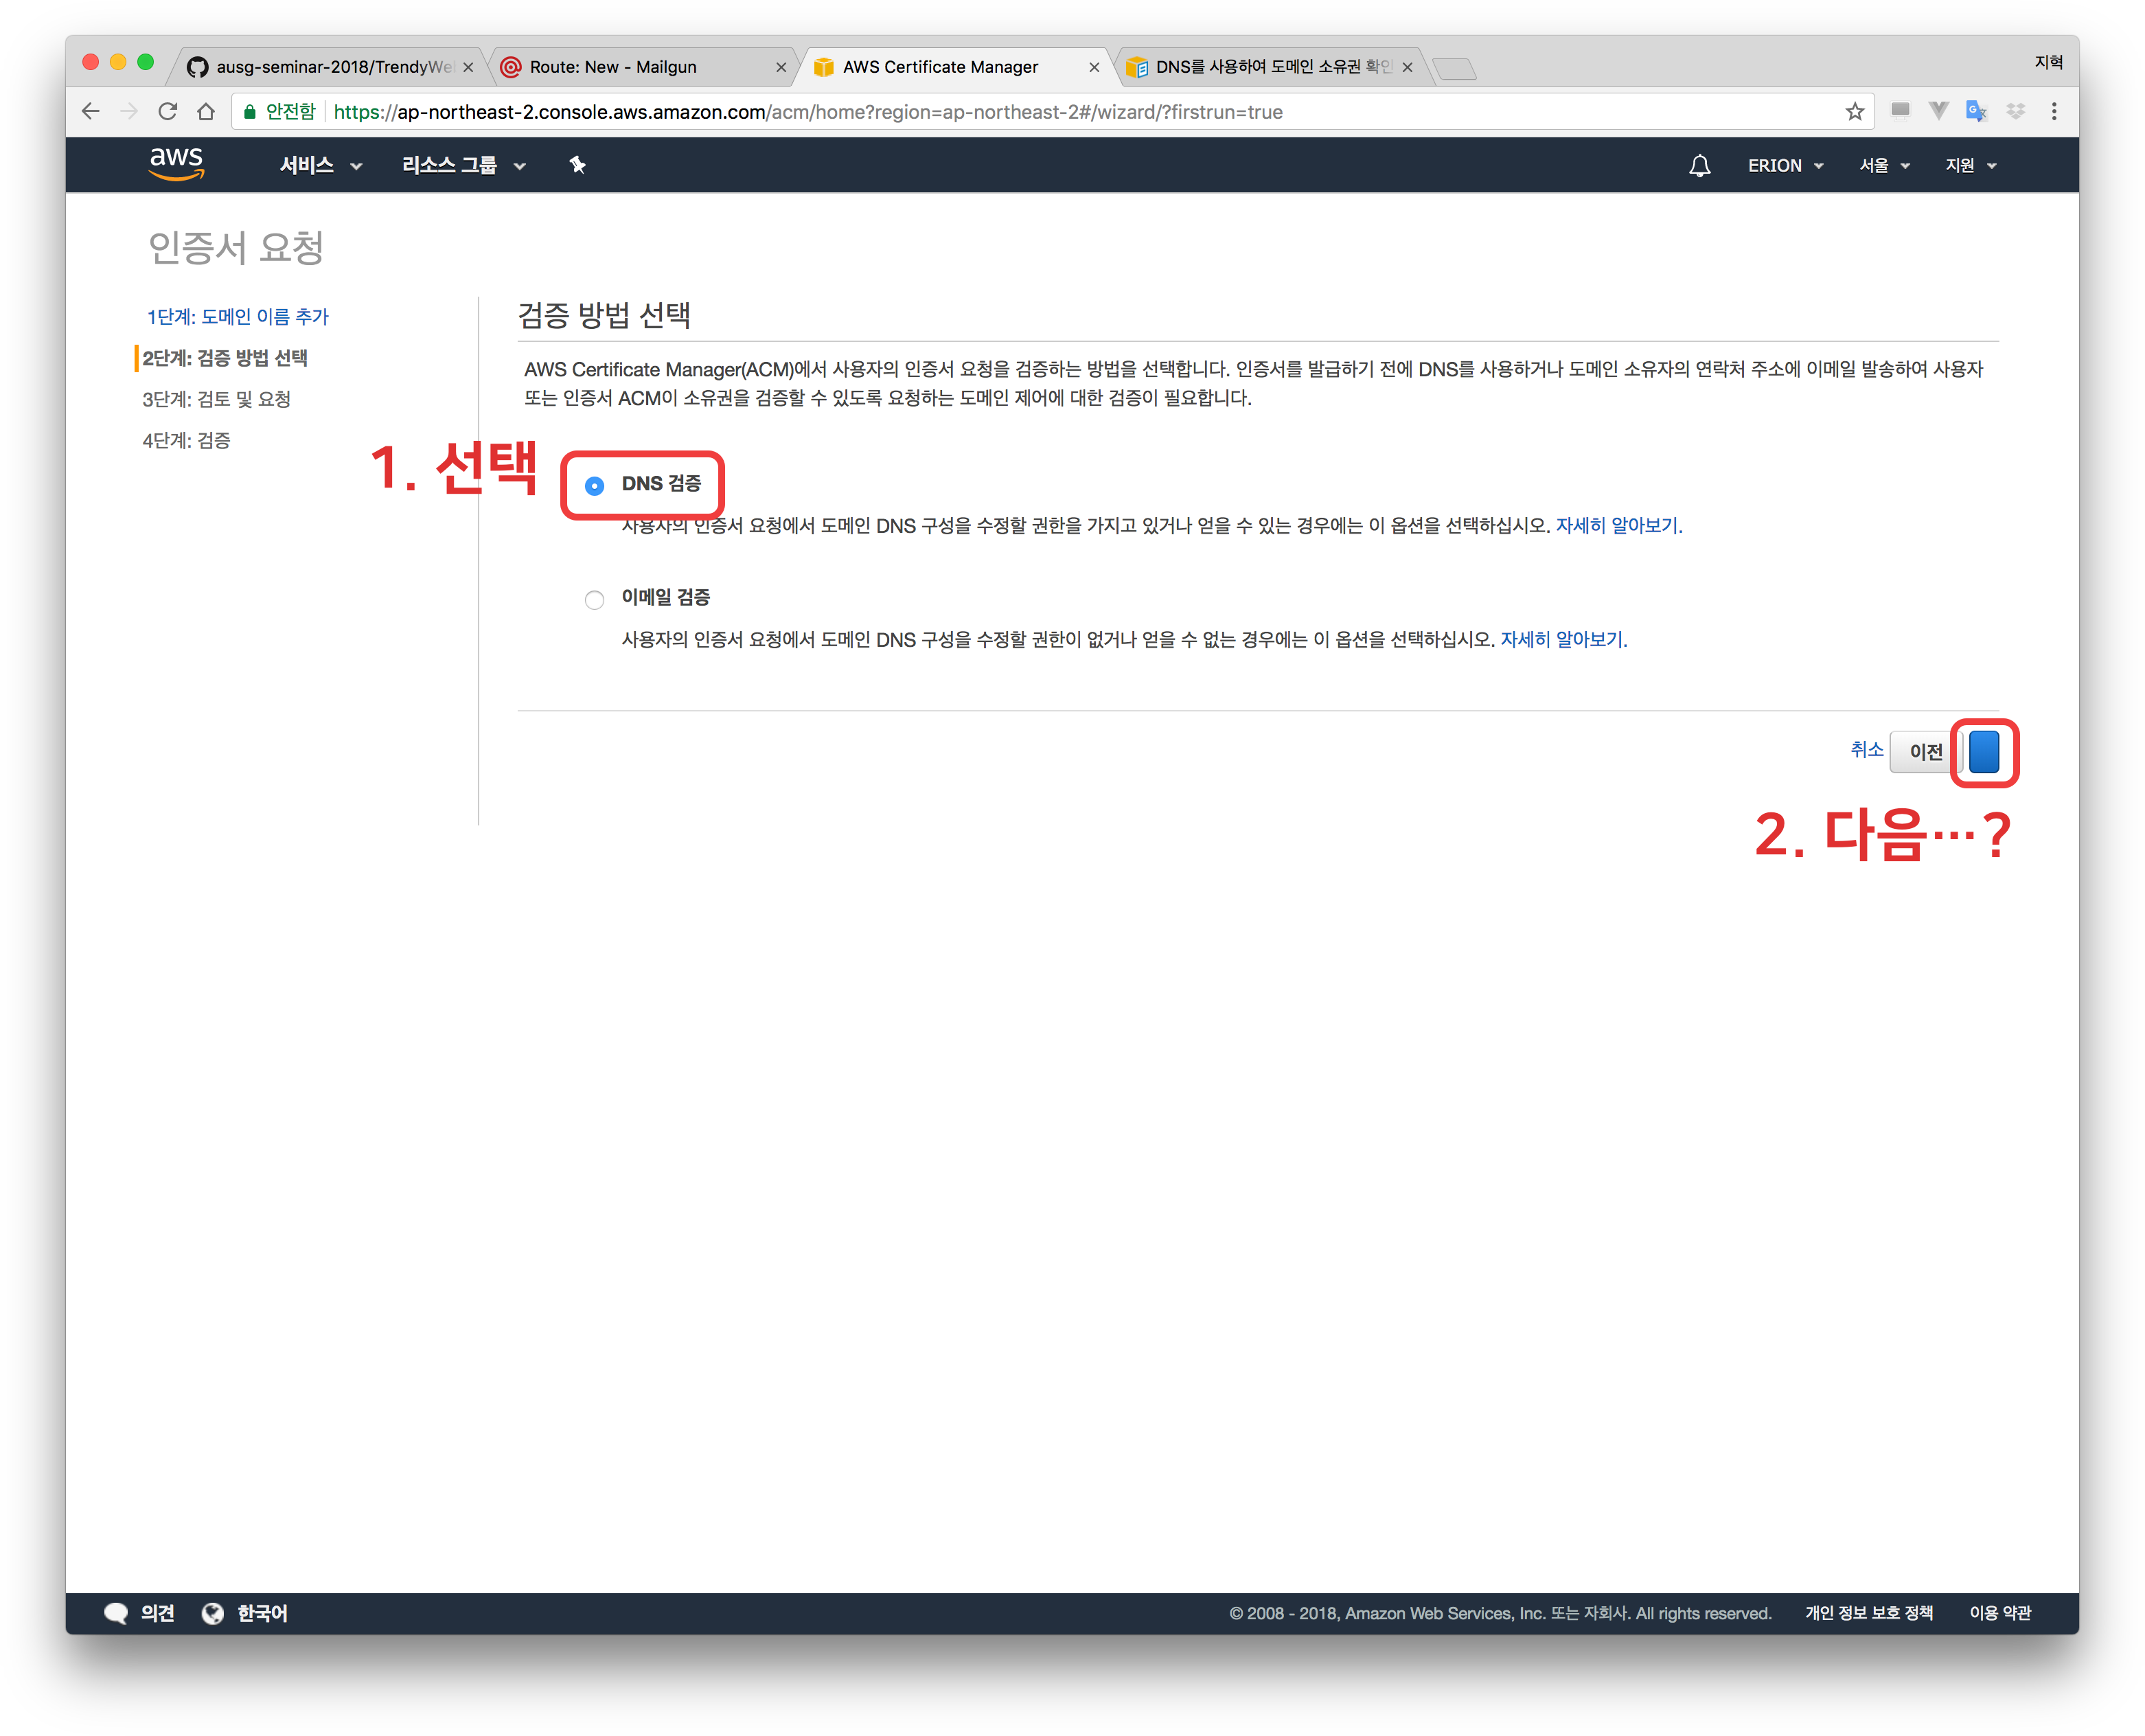 ausg-seminar-2018/TrendyWe
Route: New - Mailgun
AWS Certificate Manager
DNS를 사용하여 도메인 소유권 확인
지혁
안전함
https://ap-northeast-2.console.aws.amazon.com/acm/home?region=ap-northeast-2#/wizard/?firstrun=true
aws
서비스
리소스 그룹
ERION
서울
지원
인증서 요청
1단계: 도메인 이름 추가
2단계: 검증 방법 선택
3단계: 검토 및 요청
4단계: 검증
검증 방법 선택
AWS Certificate Manager(ACM)에서 사용자의 인증서 요청을 검증하는 방법을 선택합니다. 인증서를 발급하기 전에 DNS를 사용하거나 도메인 소유자의 연락처 주소에 이메일 발송하여 사용자
또는 인증서 ACM이 소유권을 검증할 수 있도록 요청하는 도메인 제어에 대한 검증이 필요합니다.
1. 선택
DNS 검증
사용자의 인증서 요청에서 도메인 DNS 구성을 수정할 권한을 가지고 있거나 얻을 수 있는 경우에는 이 옵션을 선택하십시오. 자세히 알아보기.
이메일 검증
사용자의 인증서 요청에서 도메인 DNS 구성을 수정할 권한이 없거나 얻을 수 없는 경우에는 이 옵션을 선택하십시오. 자세히 알아보기.
취소
이전
2. 다음…?
의견
한국어
© 2008 - 2018, Amazon Web Services, Inc. 또는 자회사. All rights reserved.
개인 정보 보호 정책
이용 약관